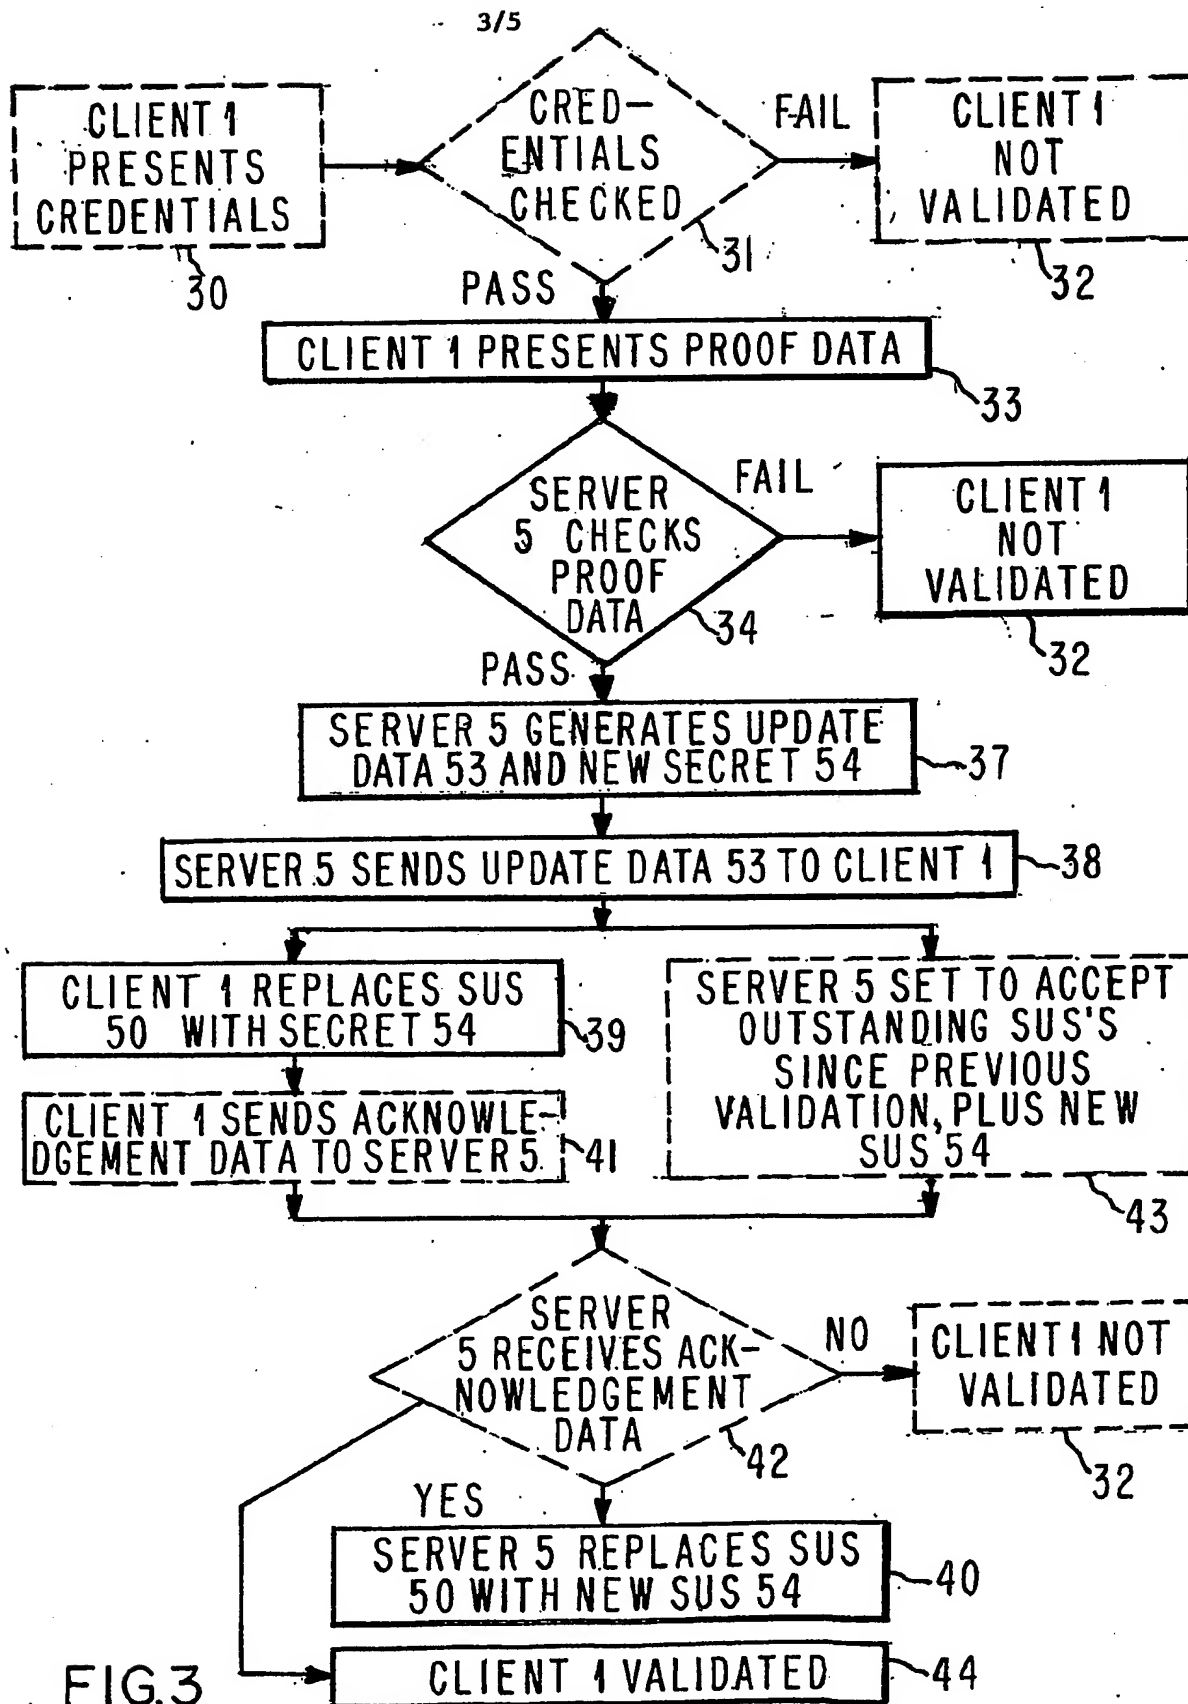 3/5
CLIENT 1
PRESENTS
CREDENTIALS
30
CRED-
ENTIALS
CHECKED
31
FAIL
CLIENT 1
NOT
VALIDATED
32
PASS
CLIENT 1 PRESENTS PROOF DATA
33
SERVER
5 CHECKS
PROOF
DATA
34
FAIL
CLIENT 1
NOT
VALIDATED
32
PASS
SERVER 5 GENERATES UPDATE
DATA 53 AND NEW SECRET 54
37
SERVER 5 SENDS UPDATE DATA 53 TO CLIENT 1
38
CLIENT 1 REPLACES SUS
50 WITH SECRET 54
39
CLIENT 1 SENDS ACKNOWLE-
DGEMENT DATA TO SERVER 5
41
SERVER 5 SET TO ACCEPT
OUTSTANDING SUS'S
SINCE PREVIOUS
VALIDATION, PLUS NEW
SUS 54
43
SERVER
5 RECEIVES ACK-
NOWLEDGEMENT
DATA
42
NO
CLIENT 1 NOT
VALIDATED
32
YES
SERVER 5 REPLACES SUS
50 WITH NEW SUS 54
40
CLIENT 1 VALIDATED
44
FIG.3